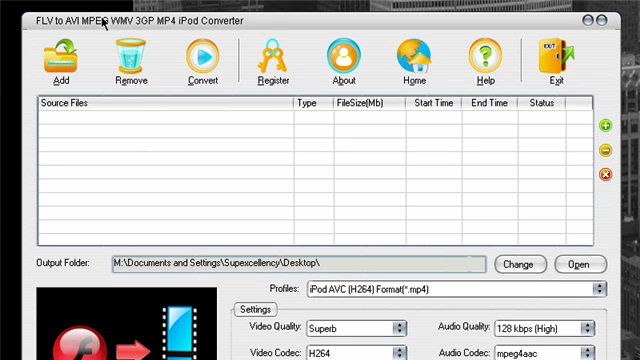 FLV to AVI MPEG WMV 3GP MP4 iPod Converter
Add Remove Convert Register About Home EXIT Help Exit
Source Files Type FileSize(Mb) Start Time End Time Status
Output Folder: M:\Documents and Settings\Supexcellency\Desktop\ Change Open
Profiles: iPod AVC (H264) Format(*.mp4)
Settings
Video Quality: Superb Audio Quality: 128 kbps (High)
Video Codec: H264 Audio Codec: mpeg4aac